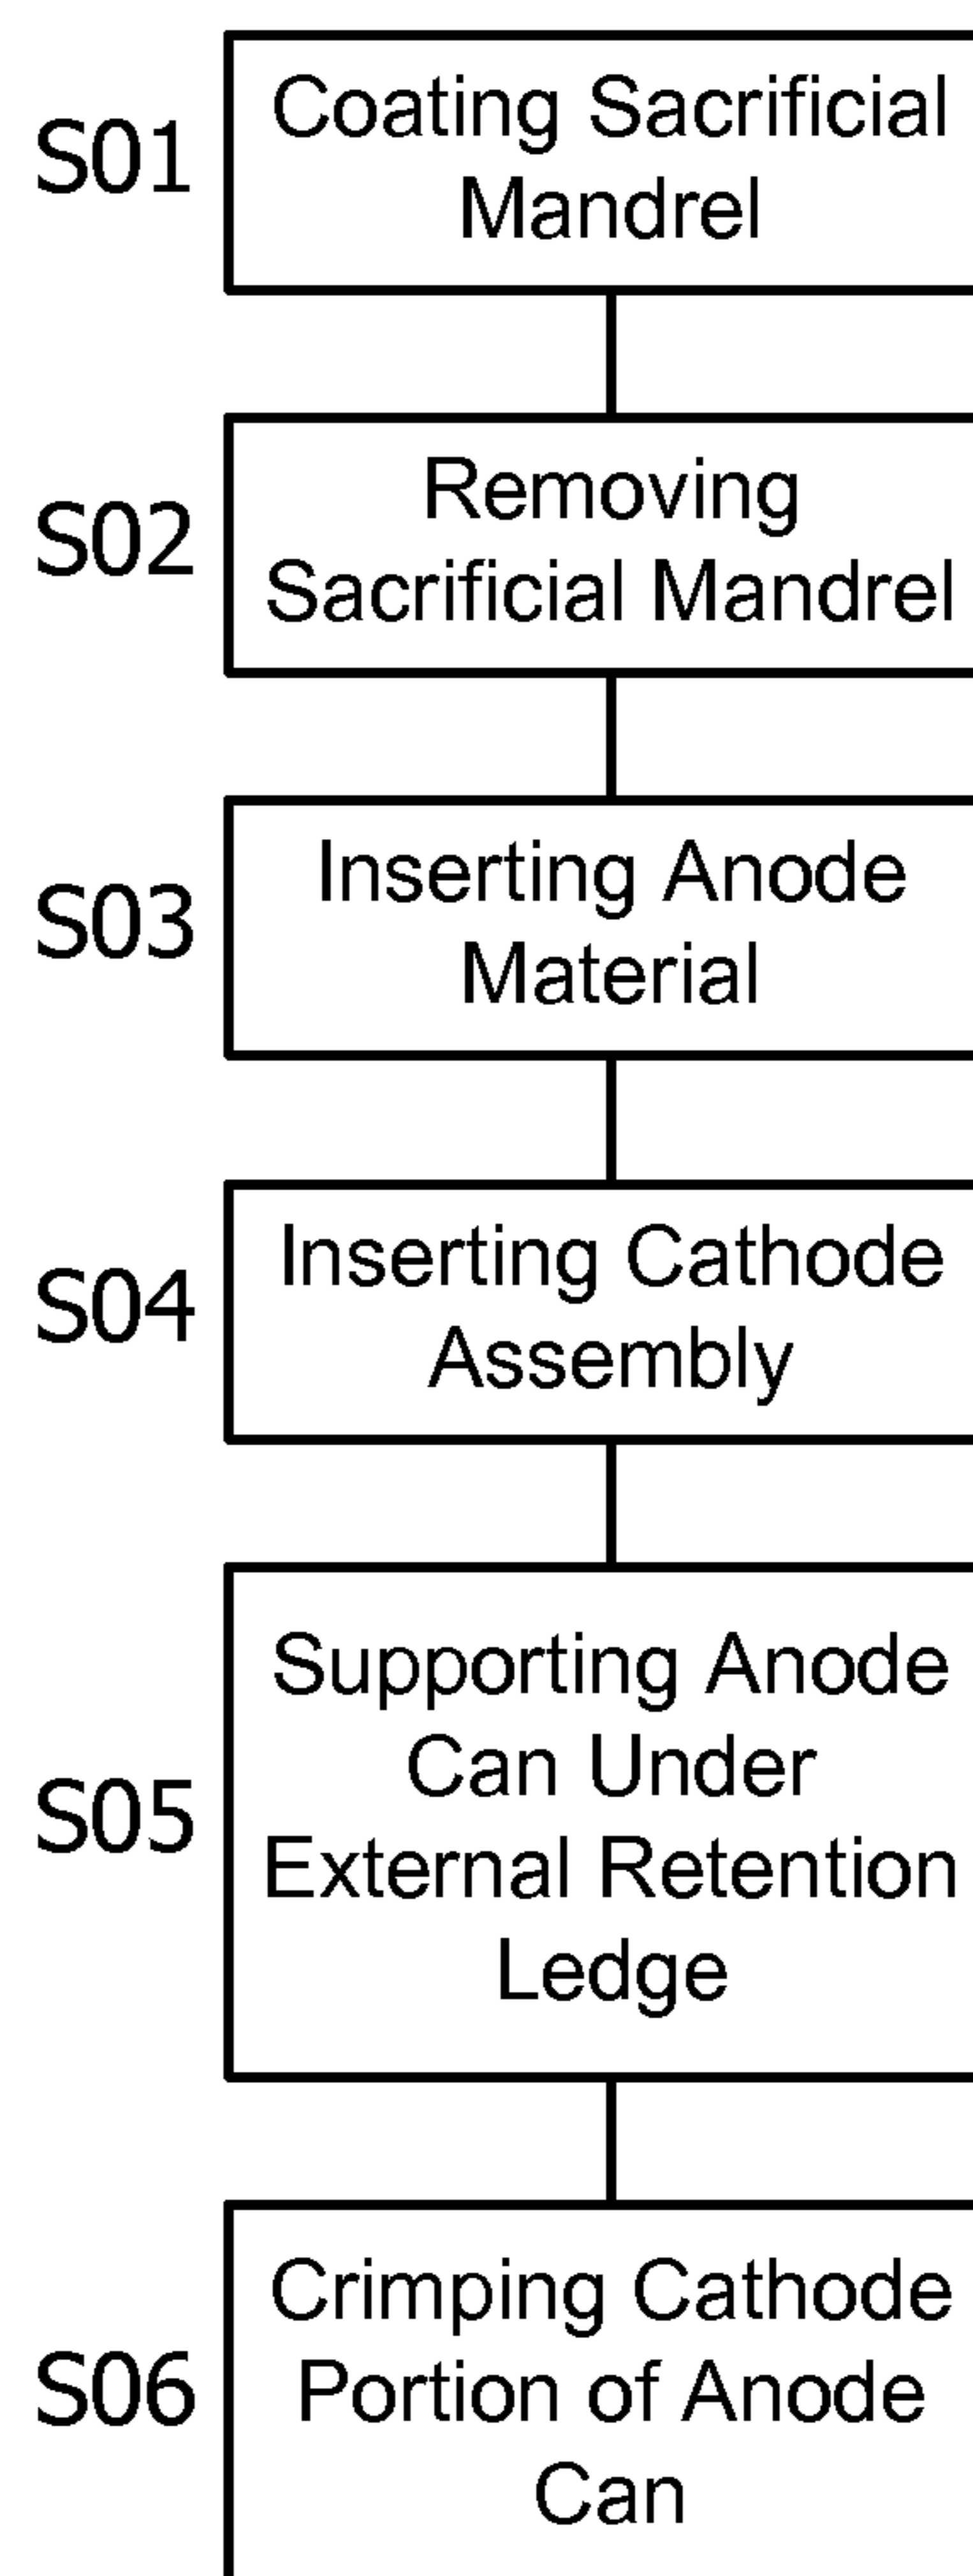 S01
Coating Sacrificial
Mandrel
S02
Removing
Sacrificial Mandrel
S03
Inserting Anode
Material
S04
Inserting Cathode
Assembly
S05
Supporting Anode
Can Under
External Retention
Ledge
S06
Crimping Cathode
Portion of Anode
Can